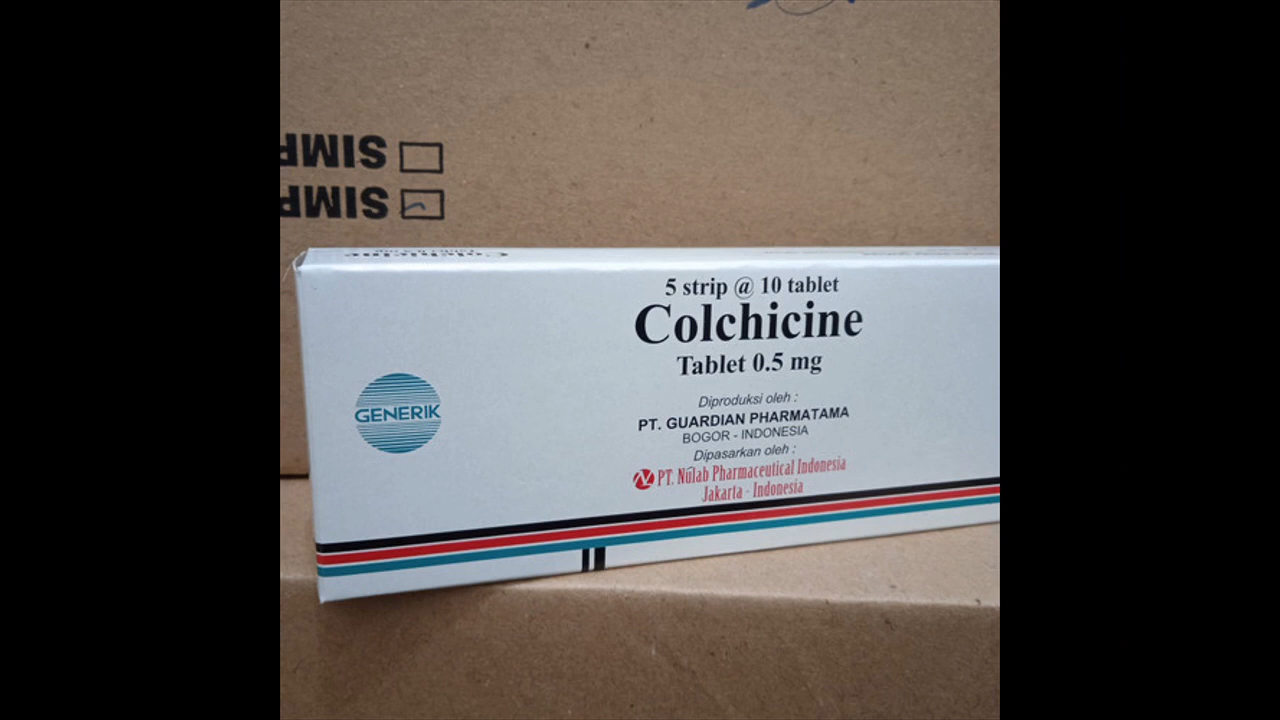 SIMP
SIMP
Colchicine
5 strip @ 10 tablet
Colchicine
Tablet 0.5 mg
GENERIK
Diproduksi oleh :
PT. GUARDIAN PHARMATAMA
BOGOR - INDONESIA
Dipasarkan oleh :
PT. Nulab Pharmaceutical Indonesia
Jakarta - Indonesia